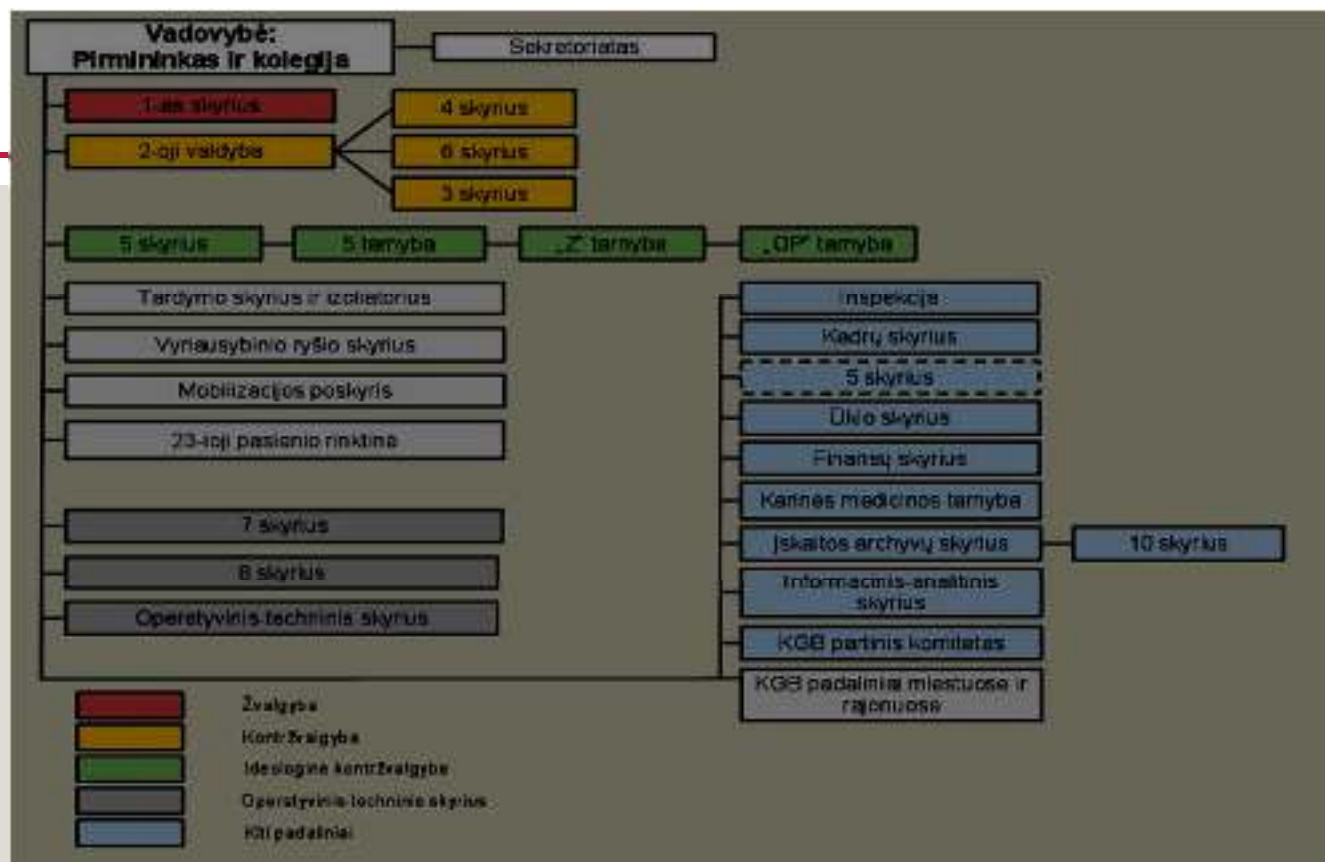 Vadovybė:
Pirmininkas ir kolegija
Sekretoriatas
1-as skyrius
4 skyrius
2-oji valdyba
6 skyrius
3 skyrius
5 skyrius
5 tarnyba
„Z“ tarnyba
„OP“ tarnyba
Tardymo skyrius ir izoliatorius
Vyriausybinio ryšio skyrius
Mobilizacijos poskyris
23-ioji pasienio rinktinė
7 skyrius
8 skyrius
Operatyvinis-techninis skyrius
Inspekcija
Kadrų skyrius
5 skyrius
Ūkio skyrius
Finansų skyrius
Karinės medicinos tarnyba
Įskaitos archyvų skyrius
10 skyrius
Informacinis-analitinis
skyrius
KGB partinis komitetas
KGB padaliniai miestuose ir
rajonuose
Žvalgyba
Kontržvalgyba
Ideologinė kontržvalgyba
Operatyvinis-techninis skyrius
Kiti padaliniai